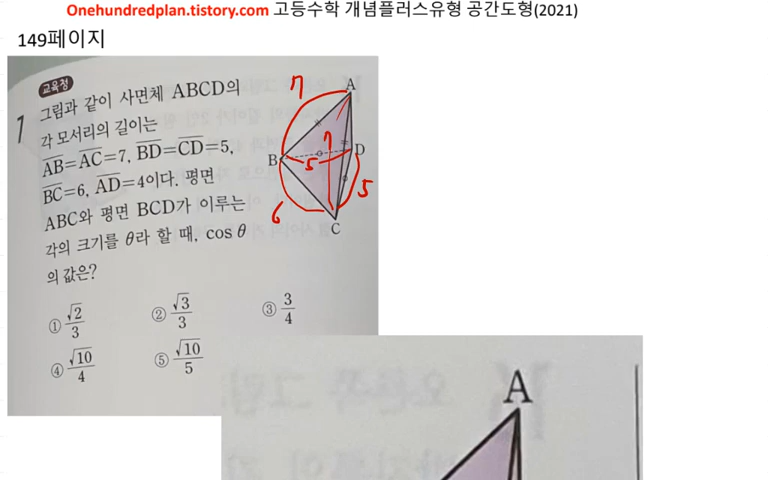 Onehundredplan.tistory.com 고등수학 개념플러스유형 공간도형(2021)
149페이지
교육청
1 그림과 같이 사면체 ABCD의
각 모서리의 길이는
AB=AC=7, BD=CD=5,
BC=6, AD=4이다. 평면
ABC와 평면 BCD가 이루는
각의 크기를 θ라 할 때, cos θ
의 값은?
① √2/3 ② √3/3 ③ 3/4
④ √10/4 ⑤ √10/5
7
A
7
B 5 D
5
6
C
A